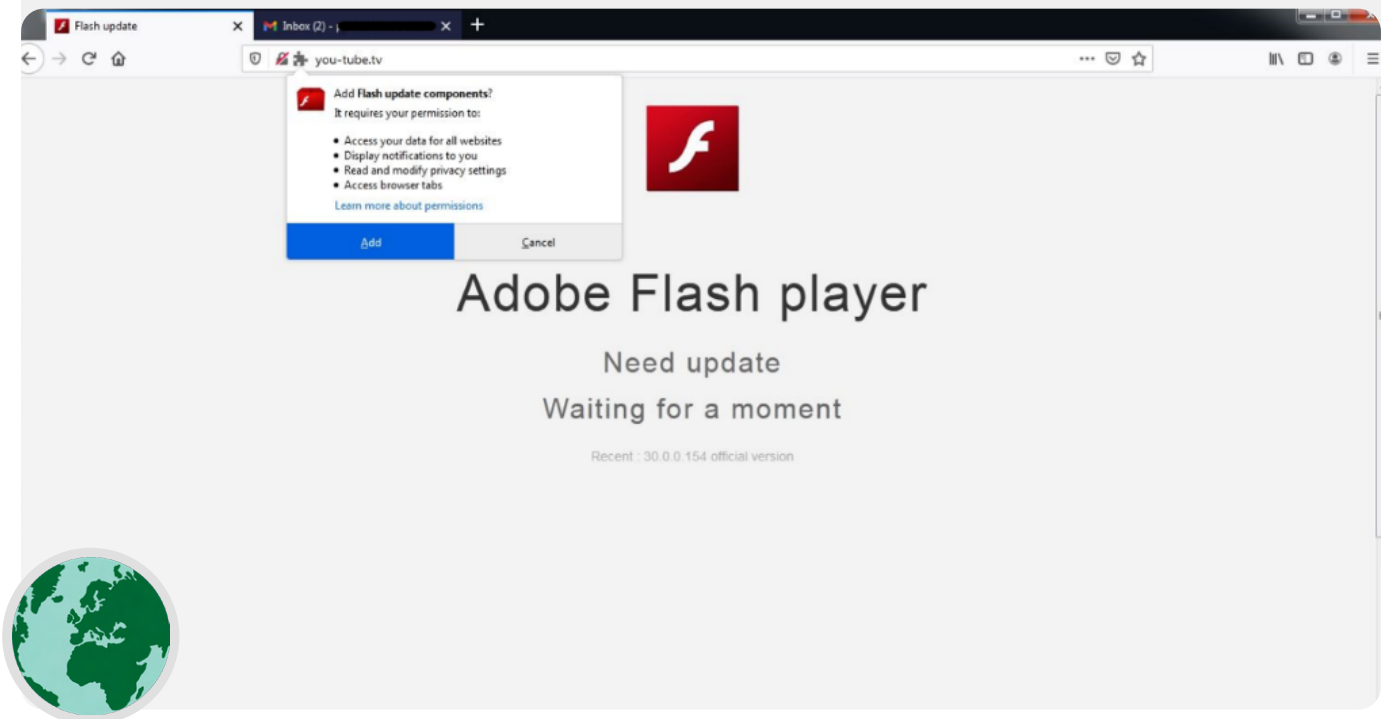 Flash update
Inbox (2) -
you-tube.tv
Add Flash update components?
It requires your permission to:
• Access your data for all websites
• Display notifications to you
• Read and modify privacy settings
• Access browser tabs
Learn more about permissions
Add
Cancel
Adobe Flash player
Need update
Waiting for a moment
Recent : 30.0.0.154 official version